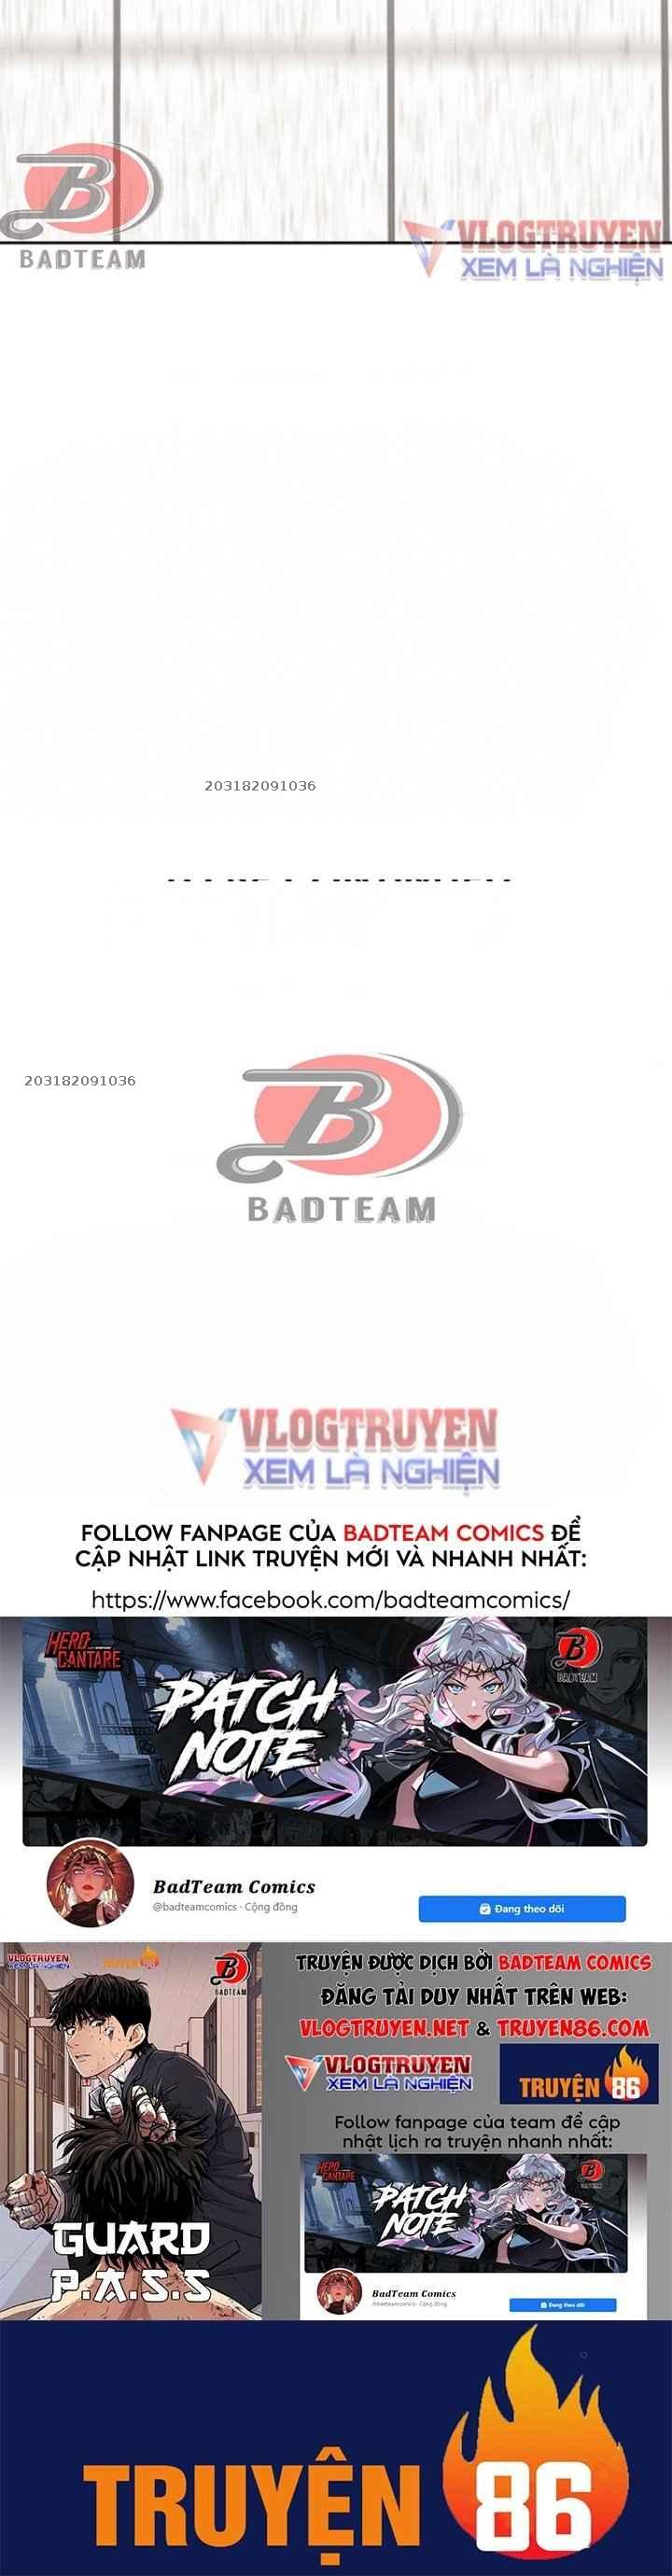 B
BADTEAM
VLOGTRUYEN
XEM LÀ NGHIỆN
203182091036
203182091036
B
BADTEAM
VLOGTRUYEN
XEM LÀ NGHIỆN
FOLLOW FANPAGE CỦA BADTEAM COMICS ĐỂ
CẬP NHẬT LINK TRUYỆN MỚI VÀ NHANH NHẤT:
https://www.facebook.com/badteamcomics/
HERO
CANTARE
B
BADTEAM
PATCH
NOTE
BadTeam Comics
@badteamcomics · Cộng đồng
Đang theo dõi
VLOGTRUYEN
XEM LÀ NGHIỆN
TRUYỆN 86
B
BADTEAM
GUARD
P.A.S.S
TRUYỆN ĐƯỢC DỊCH BỞI BADTEAM COMICS
ĐĂNG TẢI DUY NHẤT TRÊN WEB:
VLOGTRUYEN.NET & TRUYEN86.COM
VLOGTRUYEN
XEM LÀ NGHIỆN
TRUYỆN 86
Follow fanpage của team để cập
nhật lịch ra truyện nhanh nhất:
HERO
CANTARE
B
BADTEAM
PATCH
NOTE
BadTeam Comics
@badteamcomics · Cộng đồng
Đang theo dõi
TRUYỆN 86